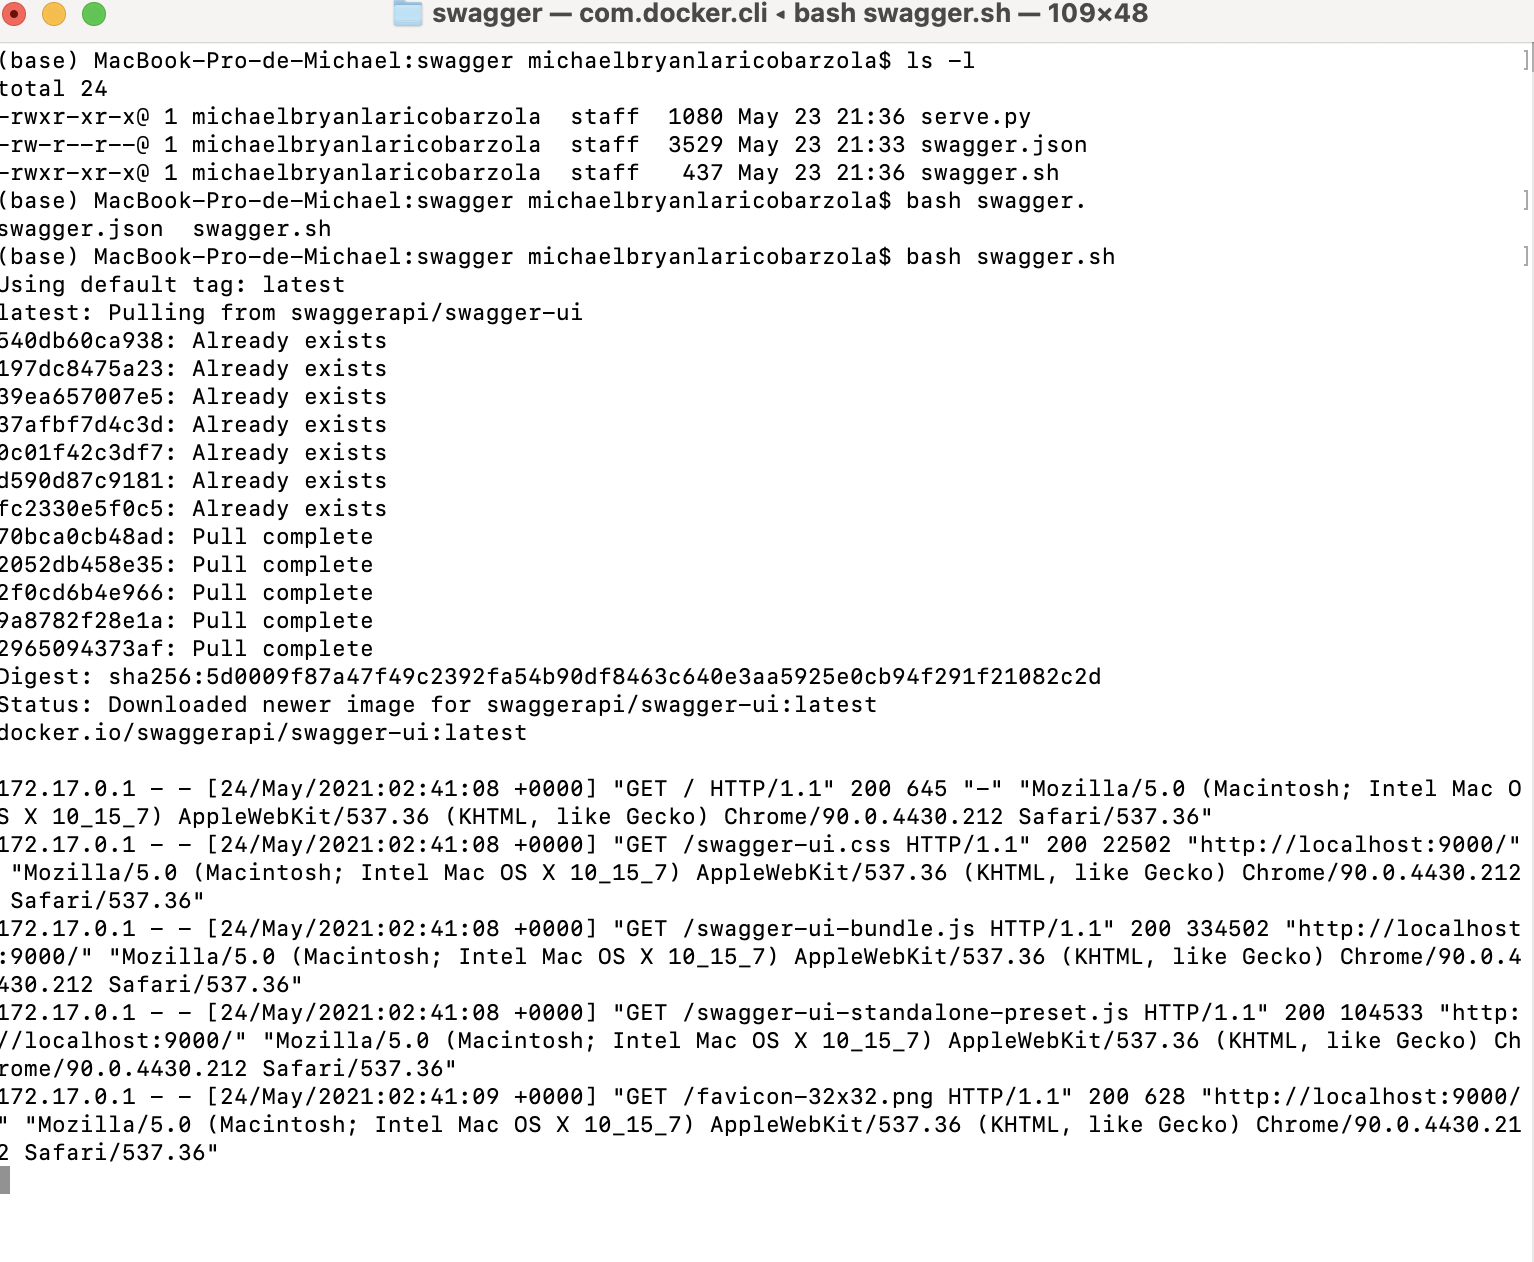 swagger — com.docker.cli ◂ bash swagger.sh — 109×48
(base) MacBook-Pro-de-Michael:swagger michaelbryanlaricobarzola$ ls -l
total 24
-rwxr-xr-x@ 1 michaelbryanlaricobarzola  staff  1080 May 23 21:36 serve.py
-rw-r--r--@ 1 michaelbryanlaricobarzola  staff  3529 May 23 21:33 swagger.json
-rwxr-xr-x@ 1 michaelbryanlaricobarzola  staff   437 May 23 21:36 swagger.sh
(base) MacBook-Pro-de-Michael:swagger michaelbryanlaricobarzola$ bash swagger.
swagger.json  swagger.sh
(base) MacBook-Pro-de-Michael:swagger michaelbryanlaricobarzola$ bash swagger.sh
Using default tag: latest
latest: Pulling from swaggerapi/swagger-ui
540db60ca938: Already exists
197dc8475a23: Already exists
39ea657007e5: Already exists
37afbf7d4c3d: Already exists
0c01f42c3df7: Already exists
d590d87c9181: Already exists
fc2330e5f0c5: Already exists
70bca0cb48ad: Pull complete
2052db458e35: Pull complete
2f0cd6b4e966: Pull complete
9a8782f28e1a: Pull complete
2965094373af: Pull complete
Digest: sha256:5d0009f87a47f49c2392fa54b90df8463c640e3aa5925e0cb94f291f21082c2d
Status: Downloaded newer image for swaggerapi/swagger-ui:latest
docker.io/swaggerapi/swagger-ui:latest
172.17.0.1 - - [24/May/2021:02:41:08 +0000] "GET / HTTP/1.1" 200 645 "-" "Mozilla/5.0 (Macintosh; Intel Mac O
S X 10_15_7) AppleWebKit/537.36 (KHTML, like Gecko) Chrome/90.0.4430.212 Safari/537.36"
172.17.0.1 - - [24/May/2021:02:41:08 +0000] "GET /swagger-ui.css HTTP/1.1" 200 22502 "http://localhost:9000/"
 "Mozilla/5.0 (Macintosh; Intel Mac OS X 10_15_7) AppleWebKit/537.36 (KHTML, like Gecko) Chrome/90.0.4430.212
 Safari/537.36"
172.17.0.1 - - [24/May/2021:02:41:08 +0000] "GET /swagger-ui-bundle.js HTTP/1.1" 200 334502 "http://localhost
:9000/" "Mozilla/5.0 (Macintosh; Intel Mac OS X 10_15_7) AppleWebKit/537.36 (KHTML, like Gecko) Chrome/90.0.4
430.212 Safari/537.36"
172.17.0.1 - - [24/May/2021:02:41:08 +0000] "GET /swagger-ui-standalone-preset.js HTTP/1.1" 200 104533 "http:
//localhost:9000/" "Mozilla/5.0 (Macintosh; Intel Mac OS X 10_15_7) AppleWebKit/537.36 (KHTML, like Gecko) Ch
rome/90.0.4430.212 Safari/537.36"
172.17.0.1 - - [24/May/2021:02:41:09 +0000] "GET /favicon-32x32.png HTTP/1.1" 200 628 "http://localhost:9000/
" "Mozilla/5.0 (Macintosh; Intel Mac OS X 10_15_7) AppleWebKit/537.36 (KHTML, like Gecko) Chrome/90.0.4430.21
2 Safari/537.36"